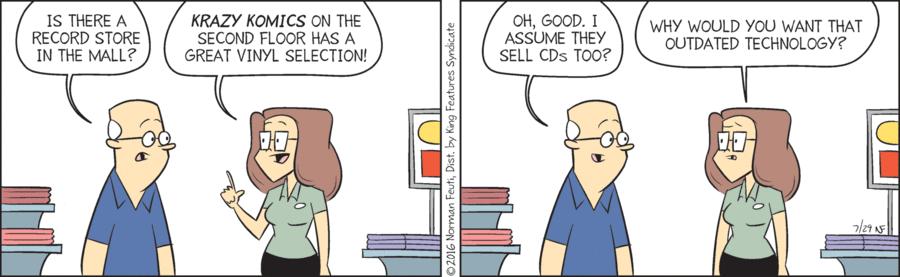 IS THERE A
RECORD STORE
IN THE MALL?
KRAZY KOMICS ON THE
SECOND FLOOR HAS A
GREAT VINYL SELECTION!
© 2016 Norman Feuti, Dist. by King Features Syndicate
OH, GOOD. I
ASSUME THEY
SELL CDs TOO?
WHY WOULD YOU WANT THAT
OUTDATED TECHNOLOGY?
7/29 NF